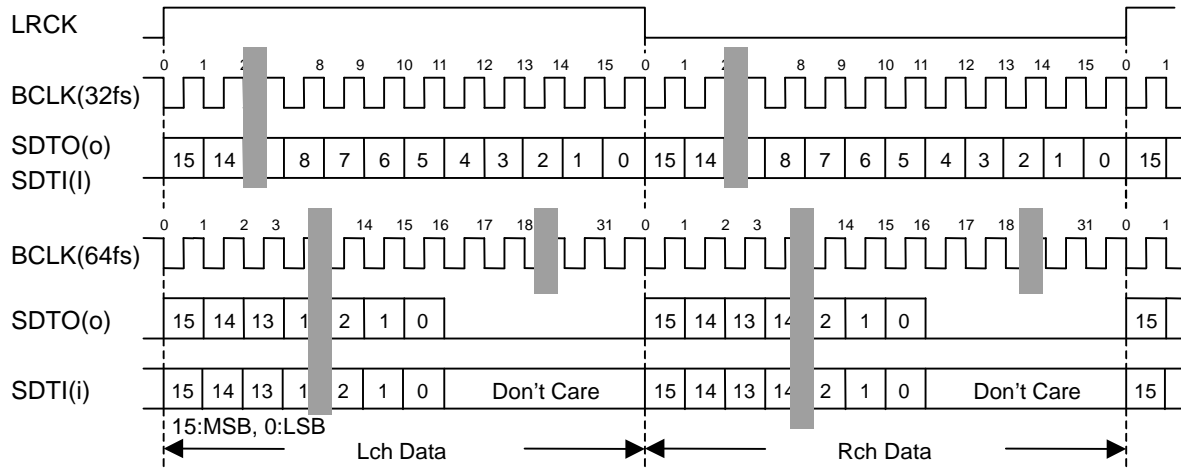 LRCK
0 1 2 8 9 10 11 12 13 14 15 0 1 2 8 9 10 11 12 13 14 15 0 1
BCLK(32fs)
SDTO(o)
15 14 8 7 6 5 4 3 2 1 0 15 14 8 7 6 5 4 3 2 1 0 15
SDTI(I)
0 1 2 3 14 15 16 17 18 31 0 1 2 3 14 15 16 17 18 31 0 1
BCLK(64fs)
SDTO(o) 15 14 13 1 2 1 0 15 14 13 14 2 1 0 15
SDTI(i) 15 14 13 1 2 1 0 Don't Care 15 14 13 14 2 1 0 Don't Care 15
15:MSB, 0:LSB
Lch Data Rch Data